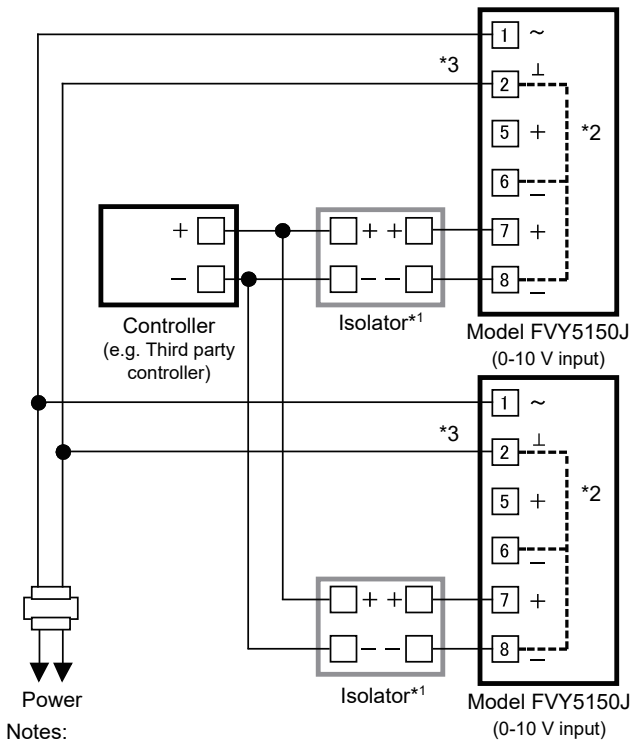 1 ~
*3
2 ⊥
5 + *2
6 −
+ + + 7 +
− − − 8 −
Controller
(e.g. Third party
controller)
Isolator*1
Model FVY5150J
(0-10 V input)
1 ~
*3
2 ⊥
5 + *2
6 −
+ + 7 +
− − 8 −
Isolator*1
Model FVY5150J
(0-10 V input)
Power
Notes: